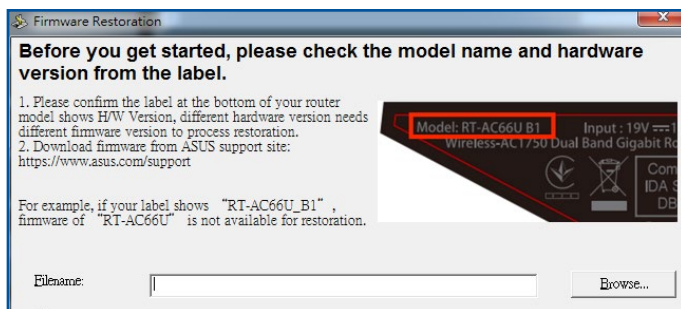 Firmware Restoration
Before you get started, please check the model name and hardware
version from the label.
1. Please confirm the label at the bottom of your router
model shows H/W Version, different hardware version needs
different firmware version to process restoration.
2. Download firmware from ASUS support site:
https://www.asus.com/support
For example, if your label shows “RT-AC66U_B1”,
firmware of “RT-AC66U” is not available for restoration.
Model: RT-AC66U B1 Input : 19V
Wireless-AC1750 Dual Band Gigabit
Com
IDA
DB
Filename:
Browse...